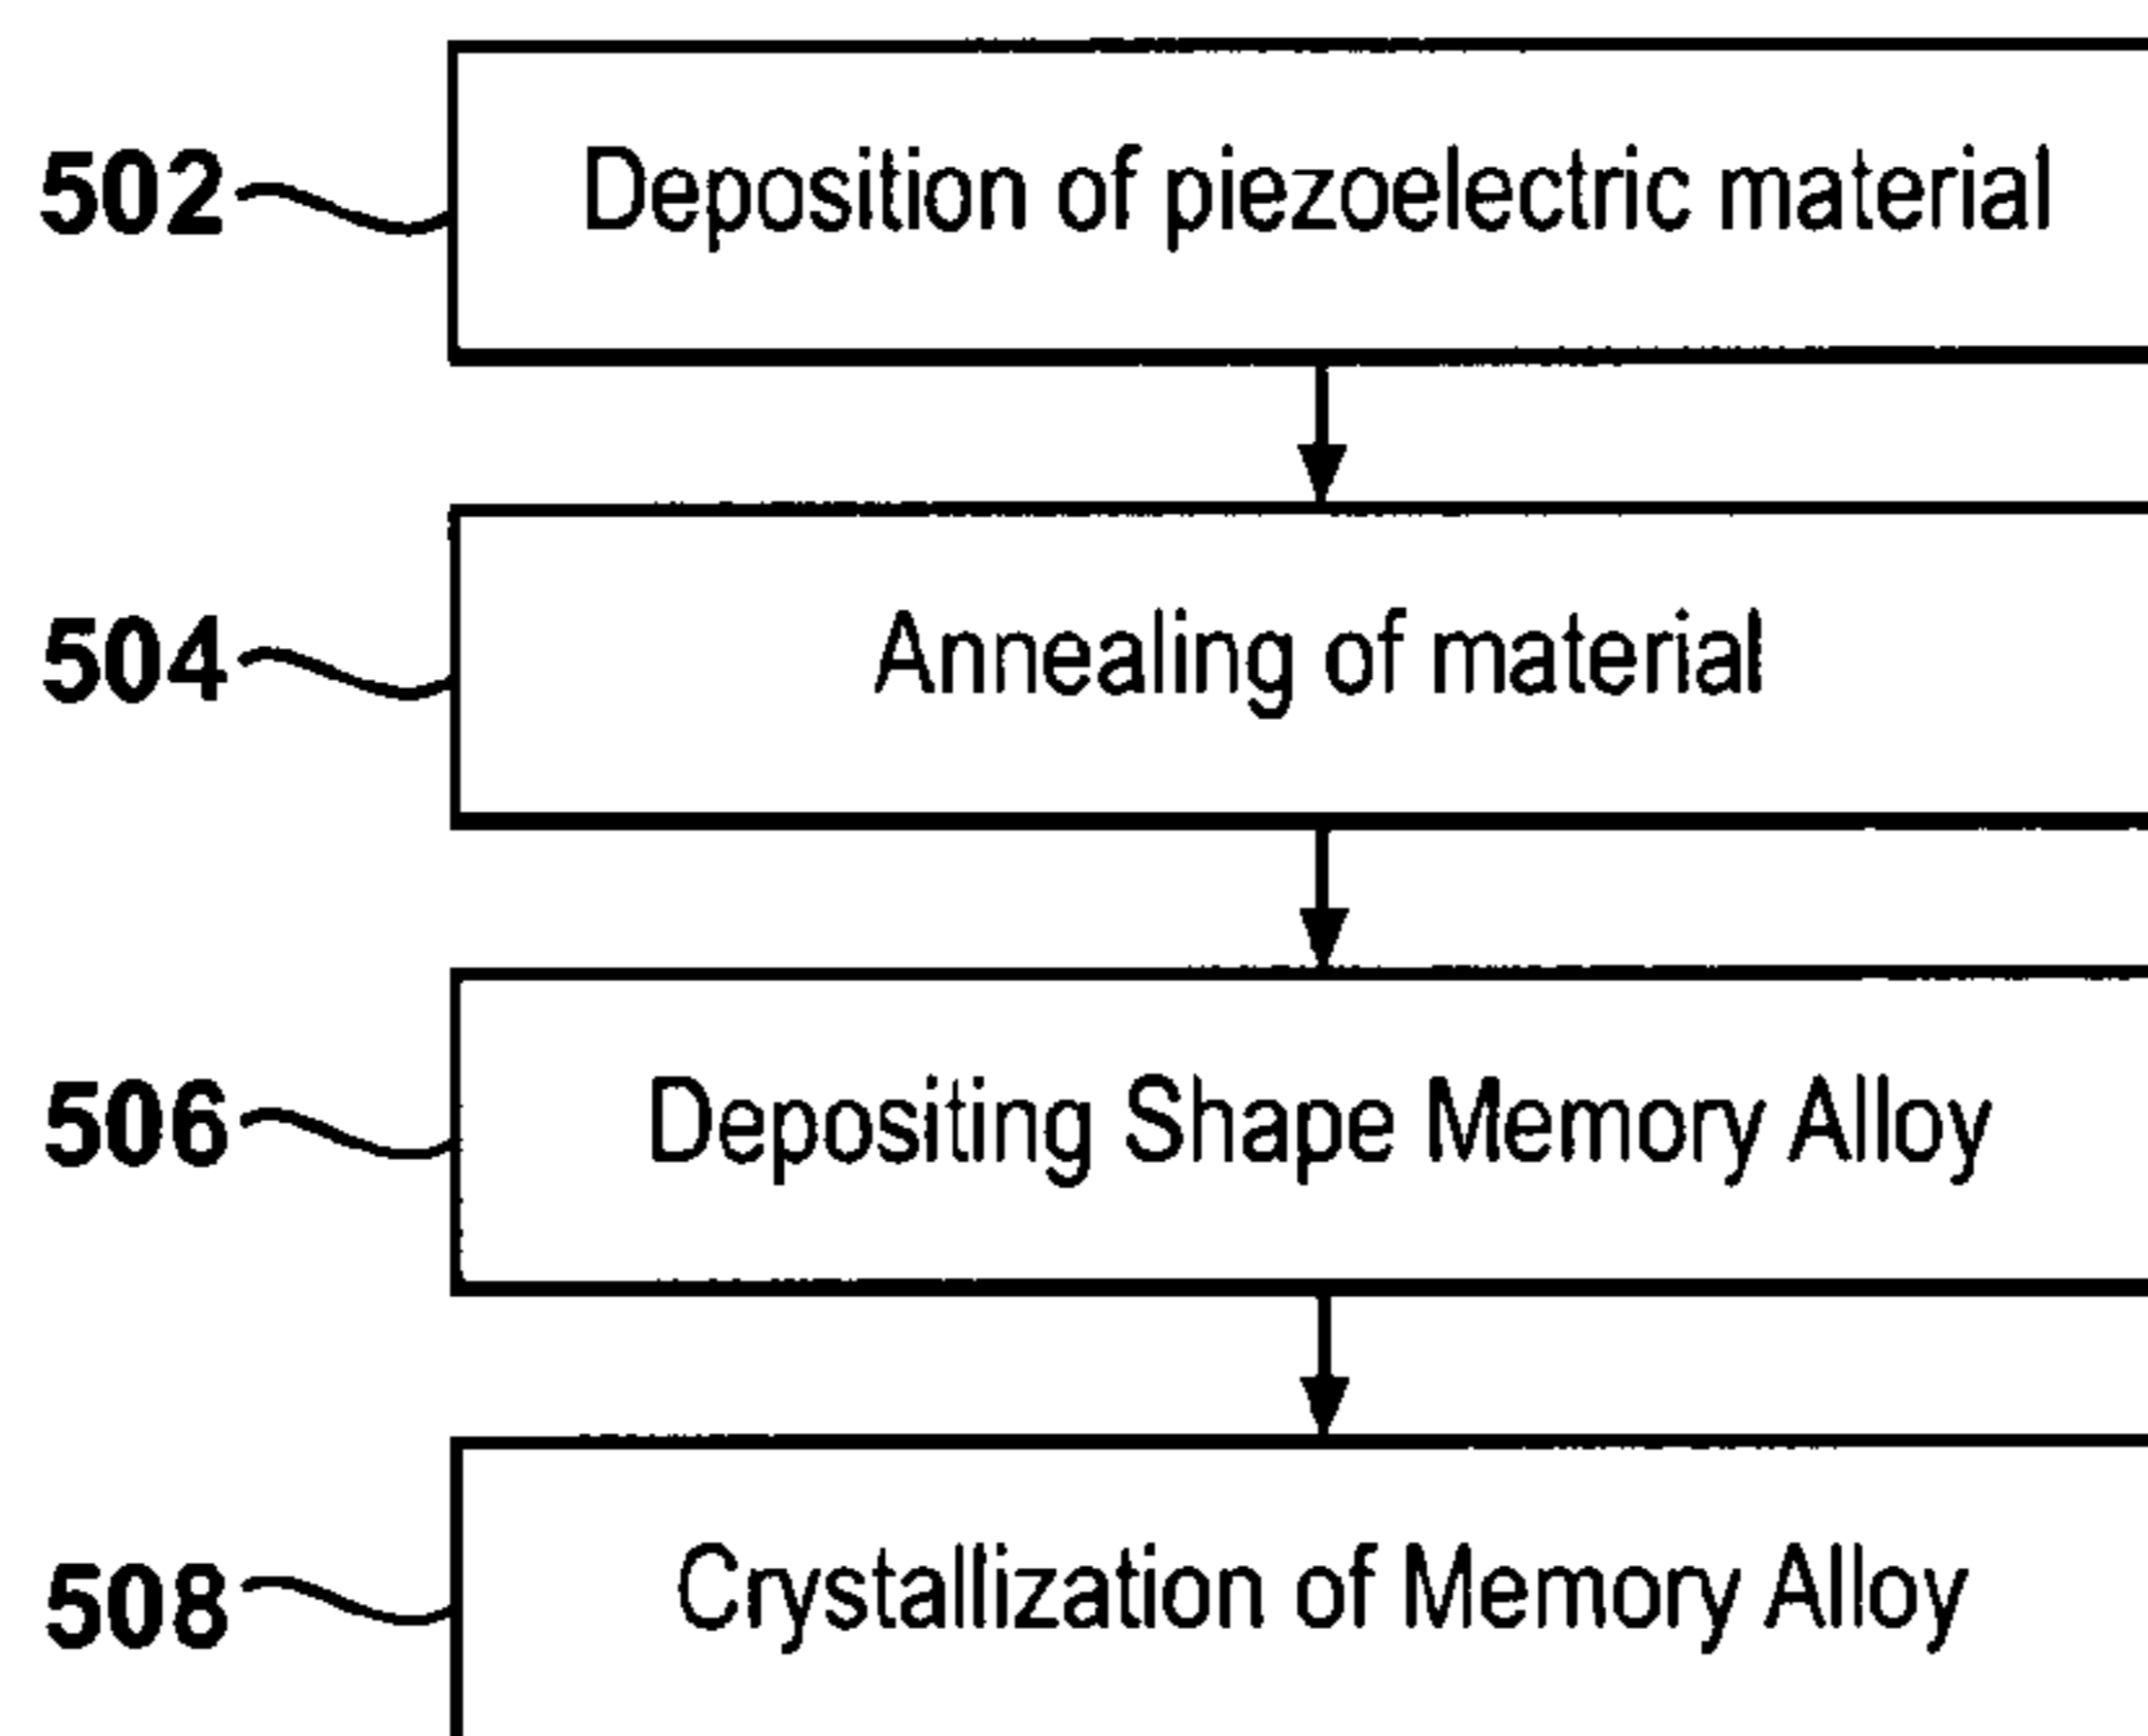 502 Deposition of piezoelectric material
504 Annealing of material
506 Depositing Shape Memory Alloy
508 Crystallization of Memory Alloy